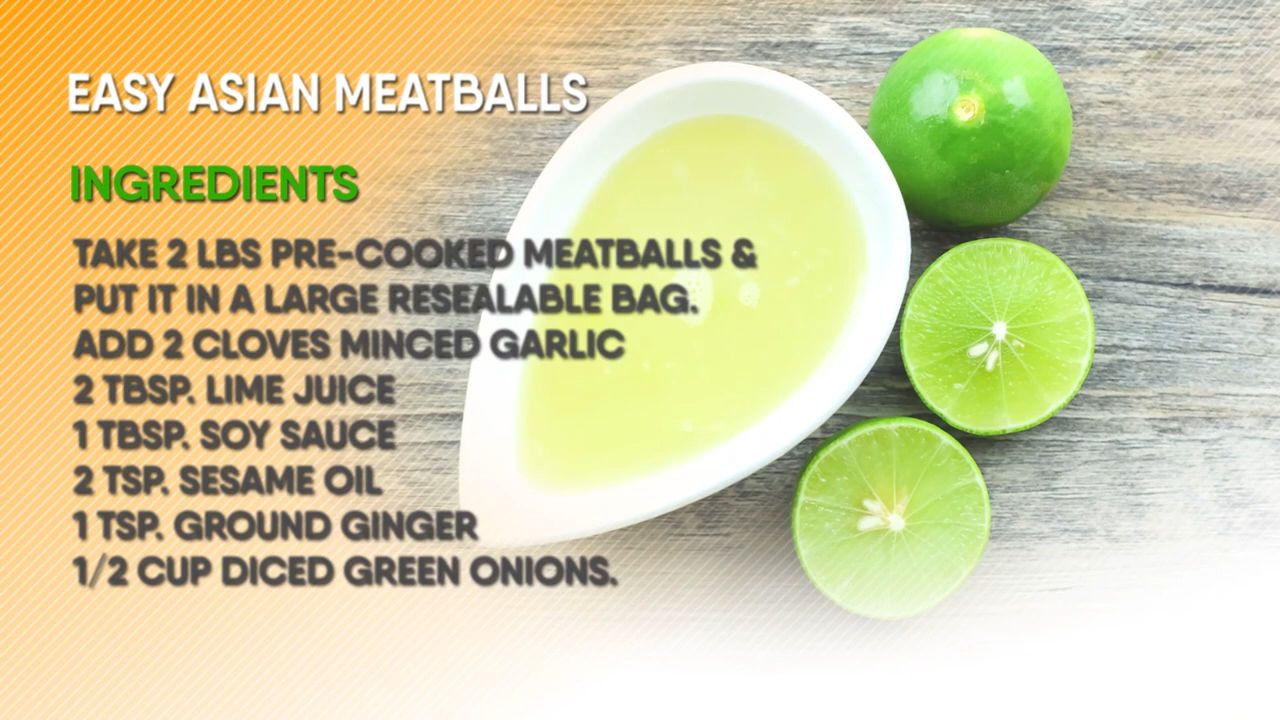 EASY ASIAN MEATBALLS
INGREDIENTS
TAKE 2 LBS PRE-COOKED MEATBALLS &
PUT IT IN A LARGE RESEALABLE BAG.
ADD 2 CLOVES MINCED GARLIC
2 TBSP. LIME JUICE
1 TBSP. SOY SAUCE
2 TSP. SESAME OIL
1 TSP. GROUND GINGER
1/2 CUP DICED GREEN ONIONS.